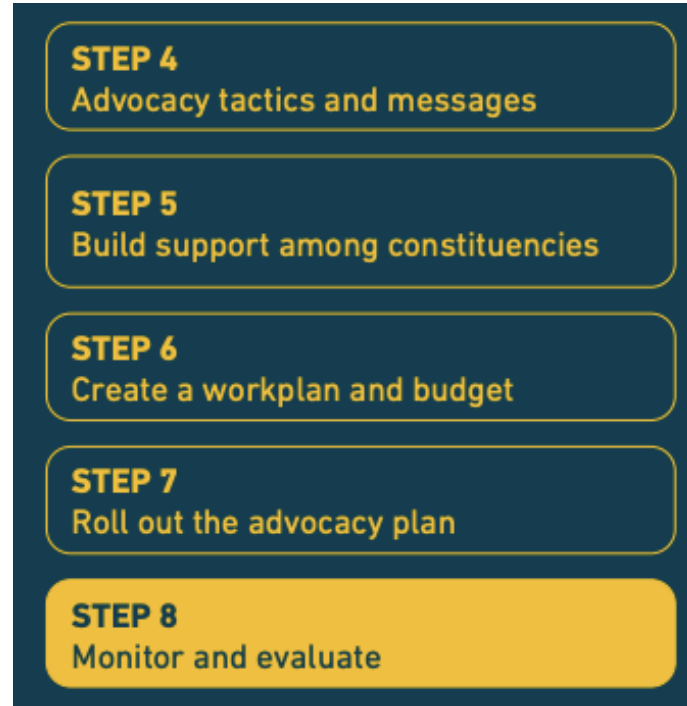 STEP 4
Advocacy tactics and messages
STEP 5
Build support among constituencies
STEP 6
Create a workplan and budget
STEP 7
Roll out the advocacy plan
STEP 8
Monitor and evaluate